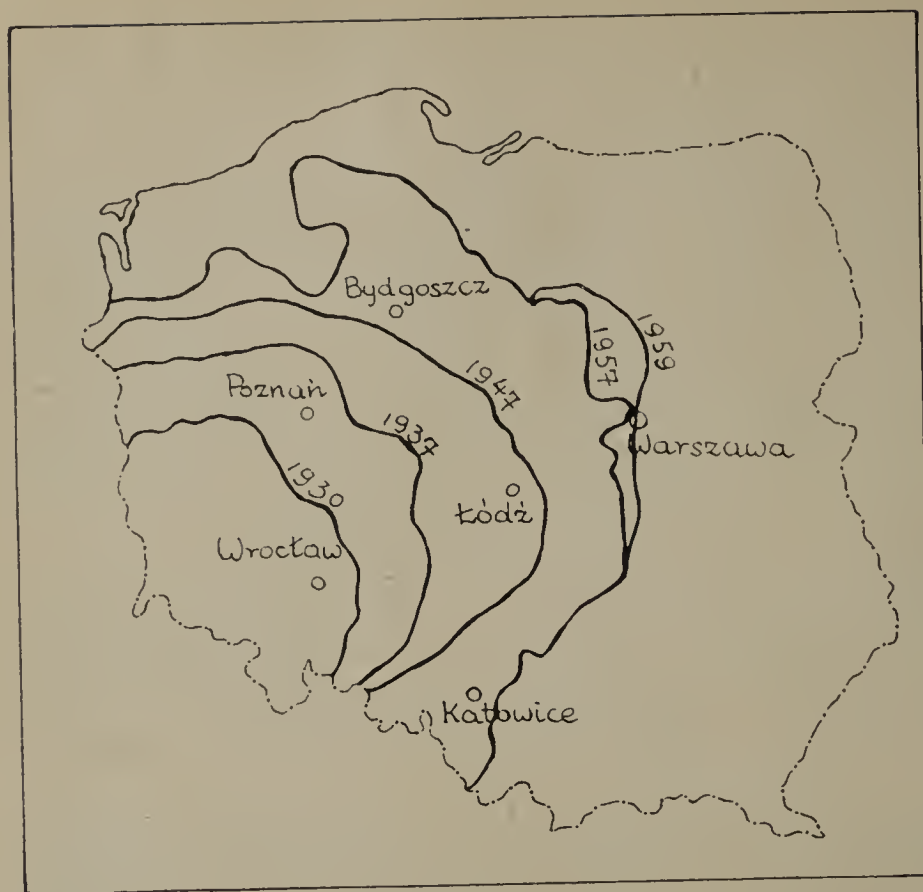 Bydgoszcz
1959
1957
1947
Poznań
1937
Warszawa
1930
Łódź
Wrocław
Katowice